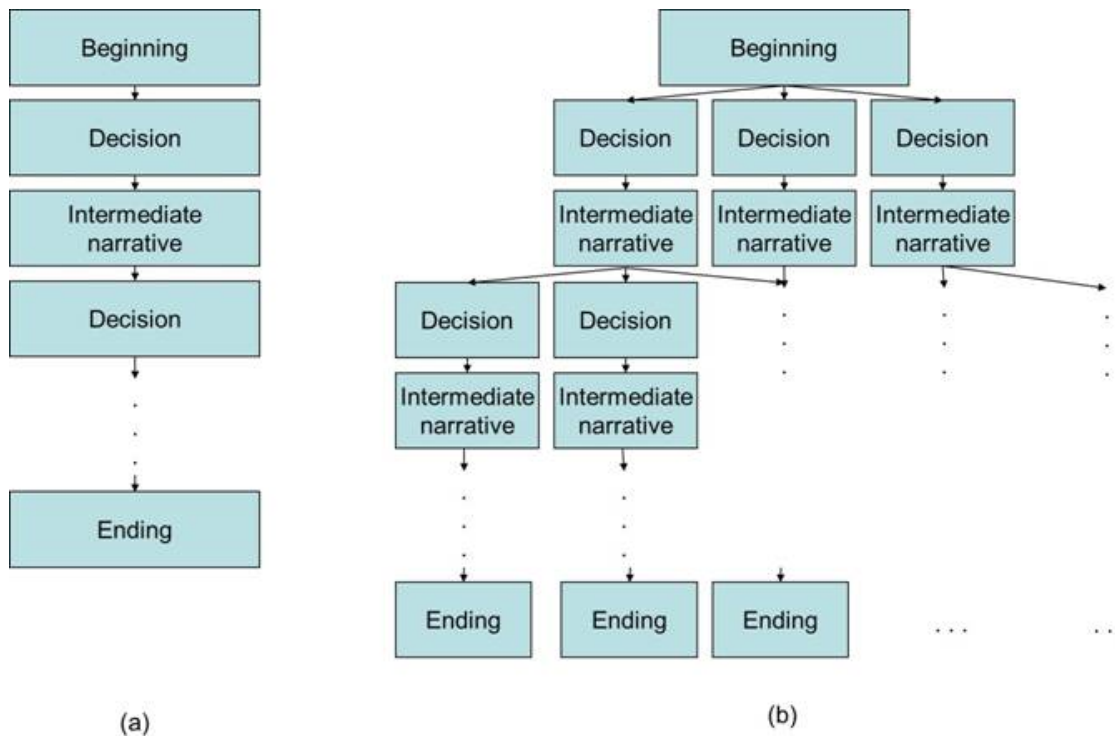 Beginning
Decision
Intermediate
narrative
Decision
.
.
.
Ending
(a)
Beginning
Decision
Decision
Decision
Intermediate
narrative
Intermediate
narrative
Intermediate
narrative
Decision
Decision
.
.
.
.
.
.
.
.
.
Intermediate
narrative
Intermediate
narrative
.
.
.
.
.
.
Ending
Ending
Ending
. . .
. .
(b)